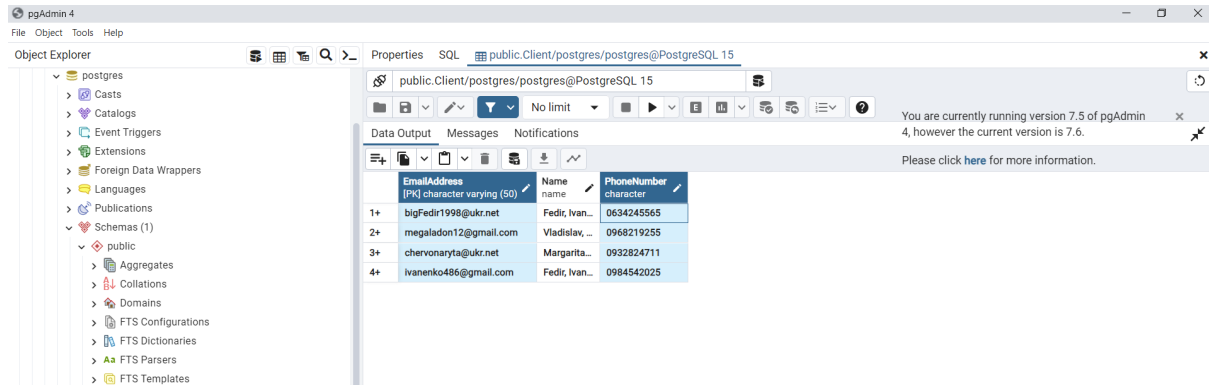 pgAdmin 4
File Object Tools Help
Object Explorer
Properties SQL public.Client/postgres/postgres@PostgreSQL 15
postgres
Casts
Catalogs
Event Triggers
Extensions
Foreign Data Wrappers
Languages
Publications
Schemas (1)
public
Aggregates
Collations
Domains
FTS Configurations
FTS Dictionaries
Aa FTS Parsers
FTS Templates
public.Client/postgres/postgres@PostgreSQL 15
No limit
E
You are currently running version 7.5 of pgAdmin
4, however the current version is 7.6.
Please click here for more information.
Data Output Messages Notifications
EmailAddress Name PhoneNumber
[PK] character varying (50) name character
1+ bigFedir1998@ukr.net Fedir, Ivan... 0634245565
2+ megaladon12@gmail.com Vladislav, ... 0968219255
3+ chervonaryta@ukr.net Margarita... 0932824711
4+ ivanenko486@gmail.com Fedir, Ivan... 0984542025